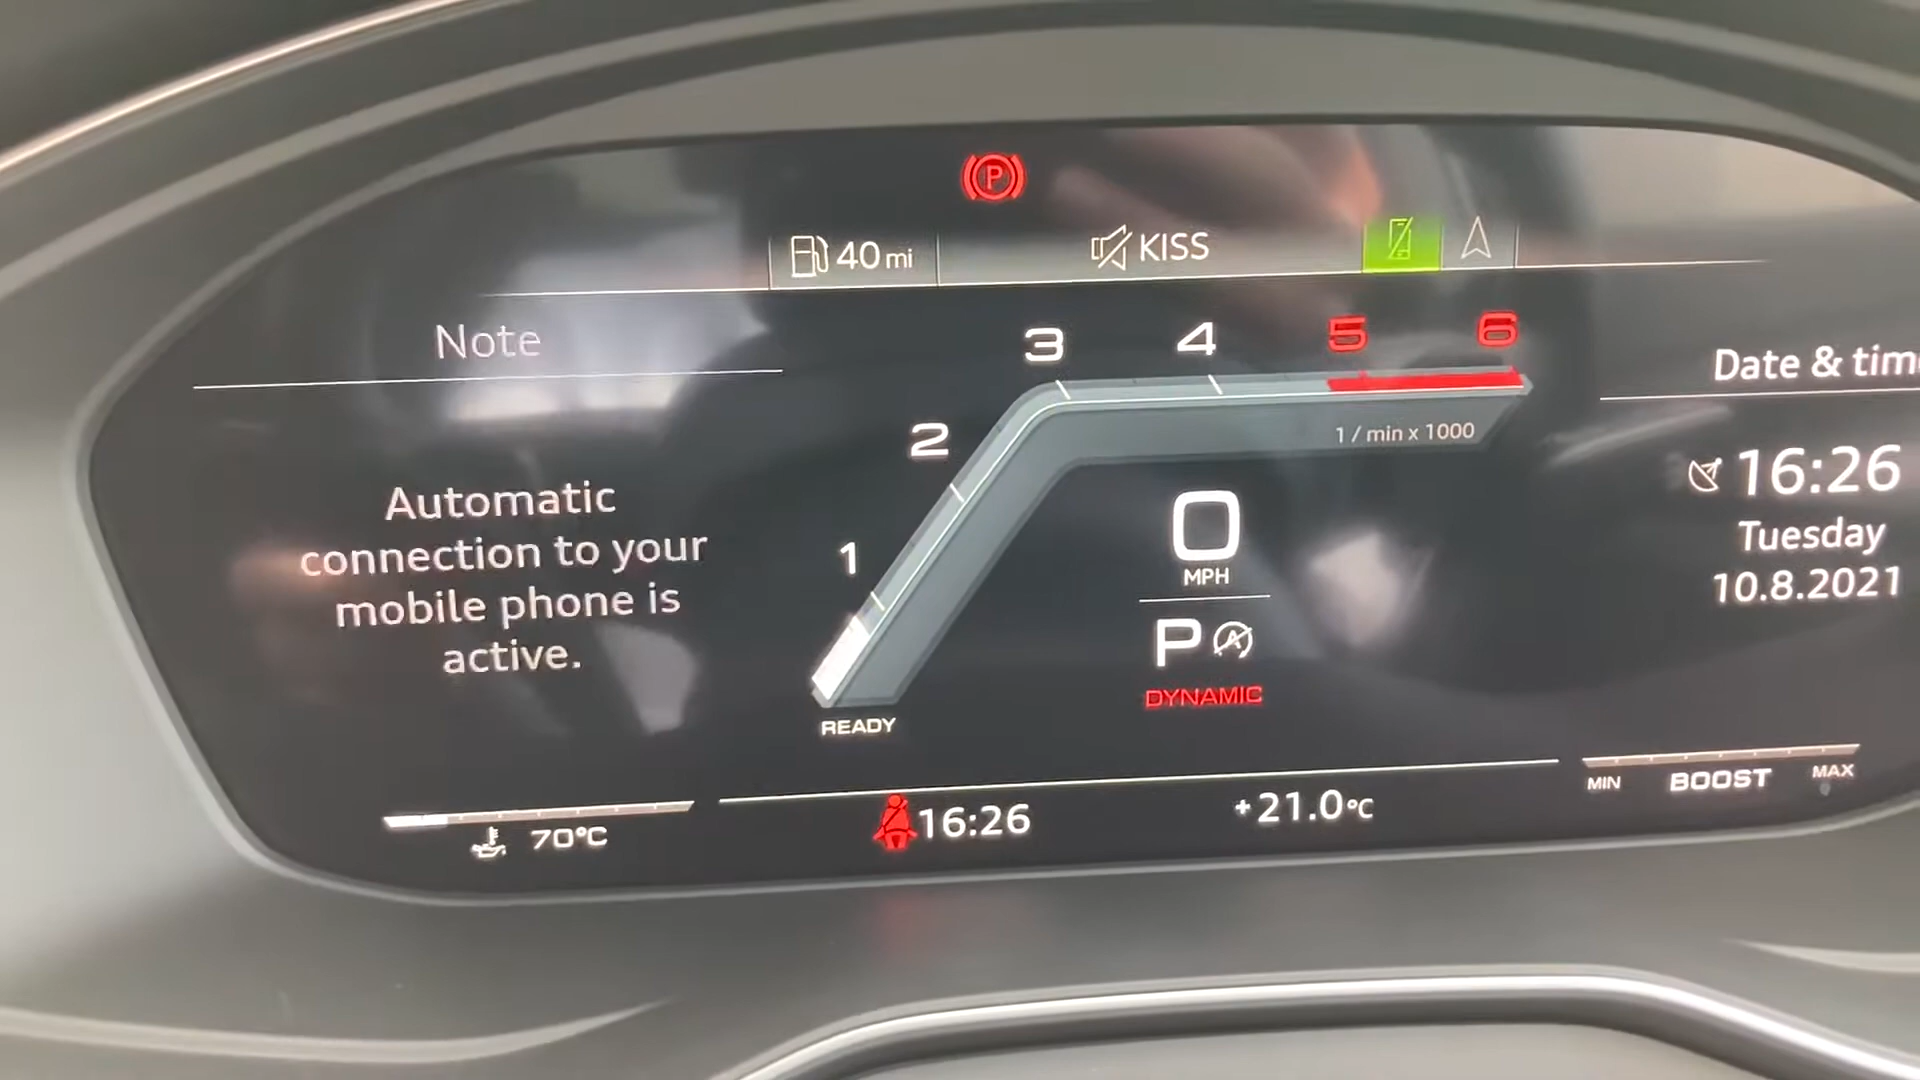 P
40 mi
KISS
Note
Automatic
connection to your
mobile phone is
active.
1
2
3
4
5
6
1 / min x 1000
READY
0
MPH
P A
DYNAMIC
Date & tim
16:26
Tuesday
10.8.2021
70°C
16:26
+21.0°C
MIN BOOST MAX